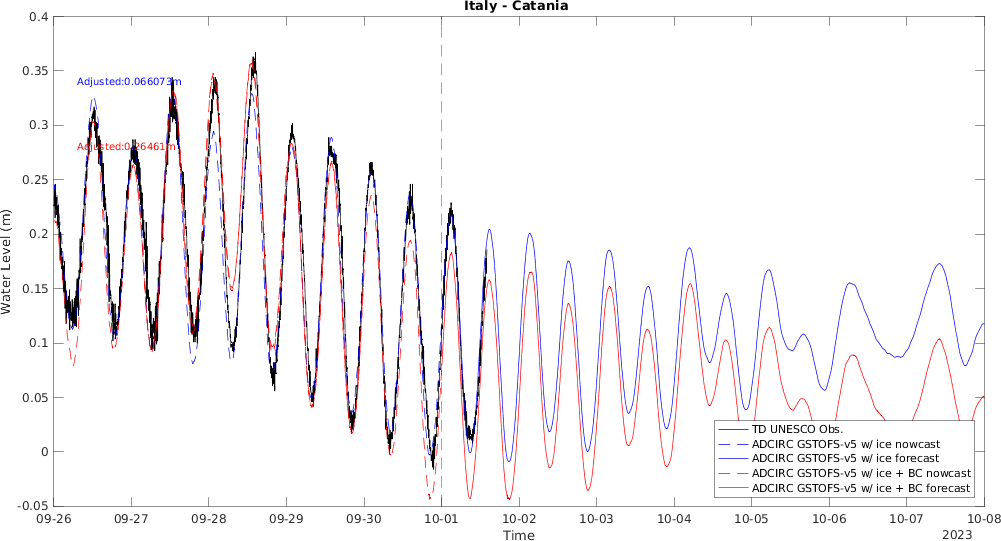 Italy - Catania
0.4
0.35
0.3
0.25
0.2
0.15
0.1
0.05
0
-0.05
Water Level (m)
Adjusted:0.066073m
Adjusted:0.26461m
TD UNESCO Obs.
ADCIRC GSTOFS-v5 w/ ice nowcast
ADCIRC GSTOFS-v5 w/ ice forecast
ADCIRC GSTOFS-v5 w/ ice + BC nowcast
ADCIRC GSTOFS-v5 w/ ice + BC forecast
09-26 09-27 09-28 09-29 09-30 10-01 10-02 10-03 10-04 10-05 10-06 10-07 10-08
Time
2023